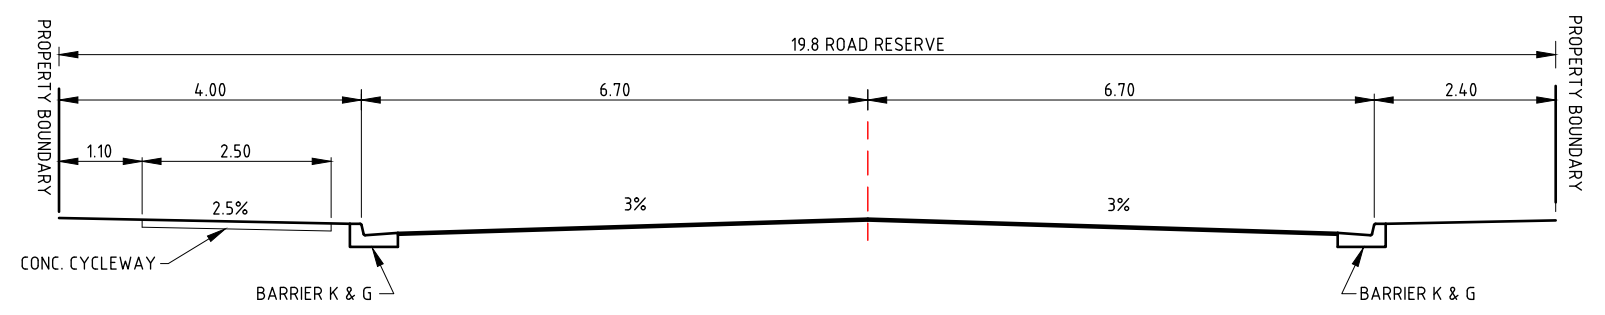 PROPERTY BOUNDARY
19.8 ROAD RESERVE
PROPERTY BOUNDARY
4.00
6.70
6.70
2.40
1.10
2.50
2.5%
3%
3%
CONC. CYCLEWAY
BARRIER K & G
BARRIER K & G